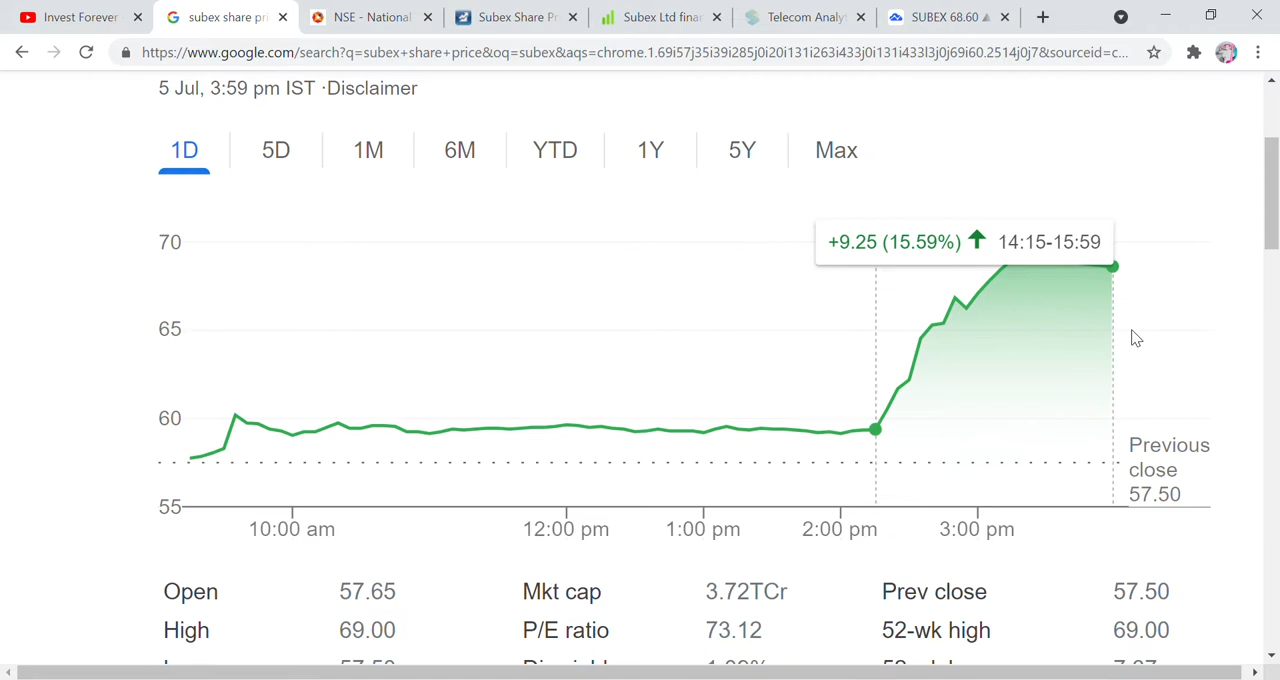 Invest Forever
subex share pri
NSE - National
Subex Share Pr
Subex Ltd finar
Telecom Analyt
SUBEX 68.60
https://www.google.com/search?q=subex+share+price&oq=subex&aqs=chrome.1.69i57j35i39i285j0i20i131i263i433j0i131i433l3j0j69i60.2514j0j7&sourceid=c...
5 Jul, 3:59 pm IST ·Disclaimer
1D 5D 1M 6M YTD 1Y 5Y Max
+9.25 (15.59%) 14:15-15:59
70
65
60
55
Previous
close
57.50
10:00 am 12:00 pm 1:00 pm 2:00 pm 3:00 pm
Open 57.65 Mkt cap 3.72TCr Prev close 57.50
High 69.00 P/E ratio 73.12 52-wk high 69.00